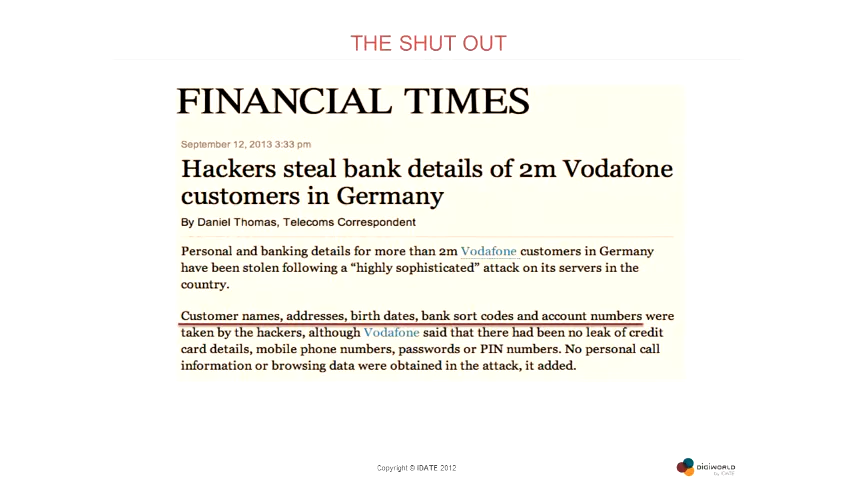 THE SHUT OUT
FINANCIAL TIMES
September 12, 2013 3:33 pm
Hackers steal bank details of 2m Vodafone
customers in Germany
By Daniel Thomas, Telecoms Correspondent
Personal and banking details for more than 2m Vodafone customers in Germany
have been stolen following a “highly sophisticated” attack on its servers in the
country.
Customer names, addresses, birth dates, bank sort codes and account numbers were
taken by the hackers, although Vodafone said that there had been no leak of credit
card details, mobile phone numbers, passwords or PIN numbers. No personal call
information or browsing data were obtained in the attack, it added.
Copyright © IDATE 2012
DIGIWORLD
by IDATE